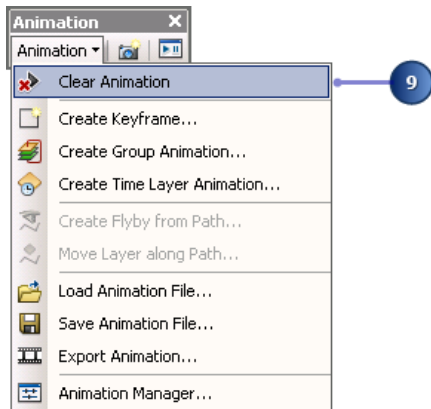 Animation
Animation
Clear Animation
9
Create Keyframe...
Create Group Animation...
Create Time Layer Animation...
Create Flyby from Path...
Move Layer along Path...
Load Animation File...
Save Animation File...
Export Animation...
Animation Manager...